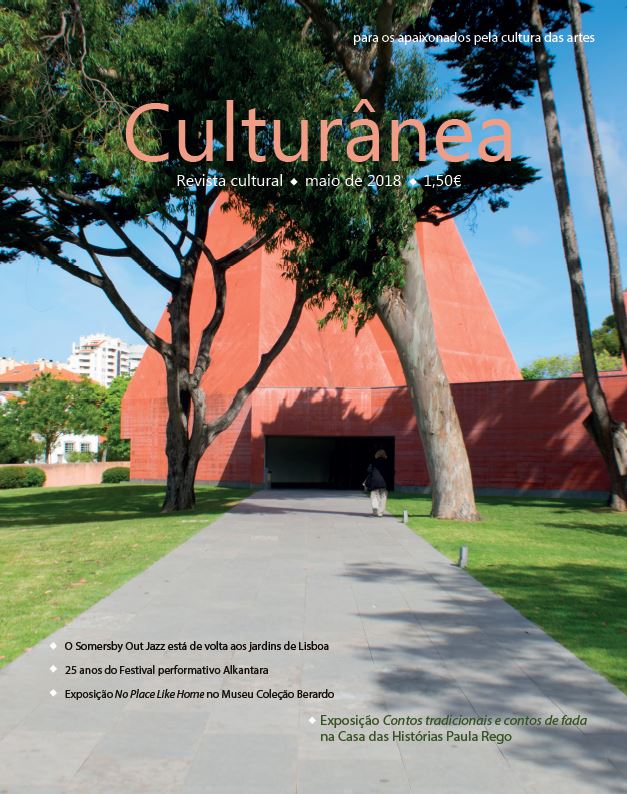 para os apaixonados pela cultura das artes
Culturânea
Revista cultural ◆ maio de 2018 ◆ 1,50€
◆ O Somersby Out Jazz está de volta aos jardins de Lisboa
◆ 25 anos do Festival performativo Alkantara
◆ Exposição No Place Like Home no Museu Coleção Berardo
◆ Exposição Contos tradicionais e contos de fada
na Casa das Histórias Paula Rego